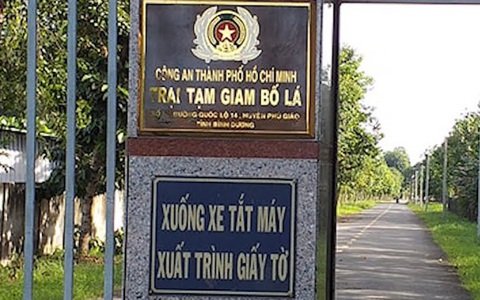 CÔNG AN THÀNH PHỐ HỒ CHÍ MINH
TRẠI TẠM GIAM BỐ LÁ
ĐƯỜNG QUỐC LỘ 14, HUYỆN PHÚ GIÁO
TỈNH BÌNH DƯƠNG
XUỐNG XE TẮT MÁY
XUẤT TRÌNH GIẤY TỜ